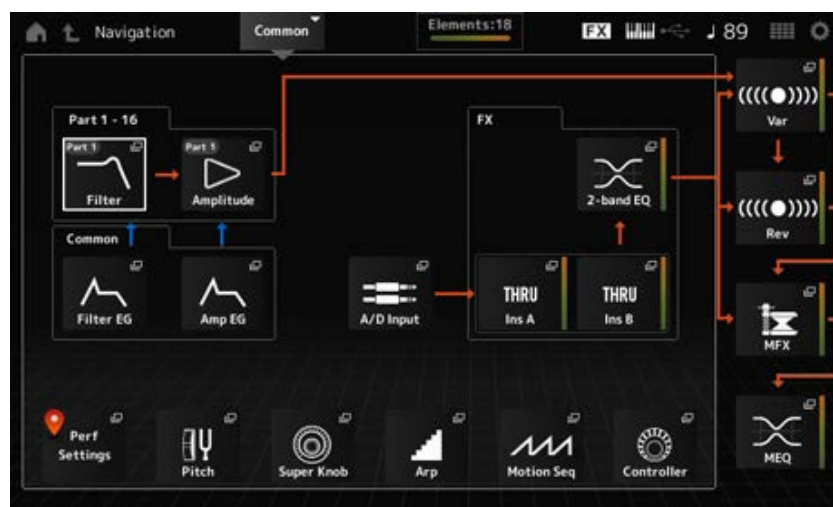 Navigation
Common
Elements:18
FX
♩ 89
Part 1 - 16
FX
Part 1
Part 1
Filter
Amplitude
2-band EQ
Var
Rev
Common
Filter EG
Amp EG
A/D Input
THRU
Ins A
THRU
Ins B
MFX
Perf
Settings
Pitch
Super Knob
Arp
Motion Seq
Controller
MEQ